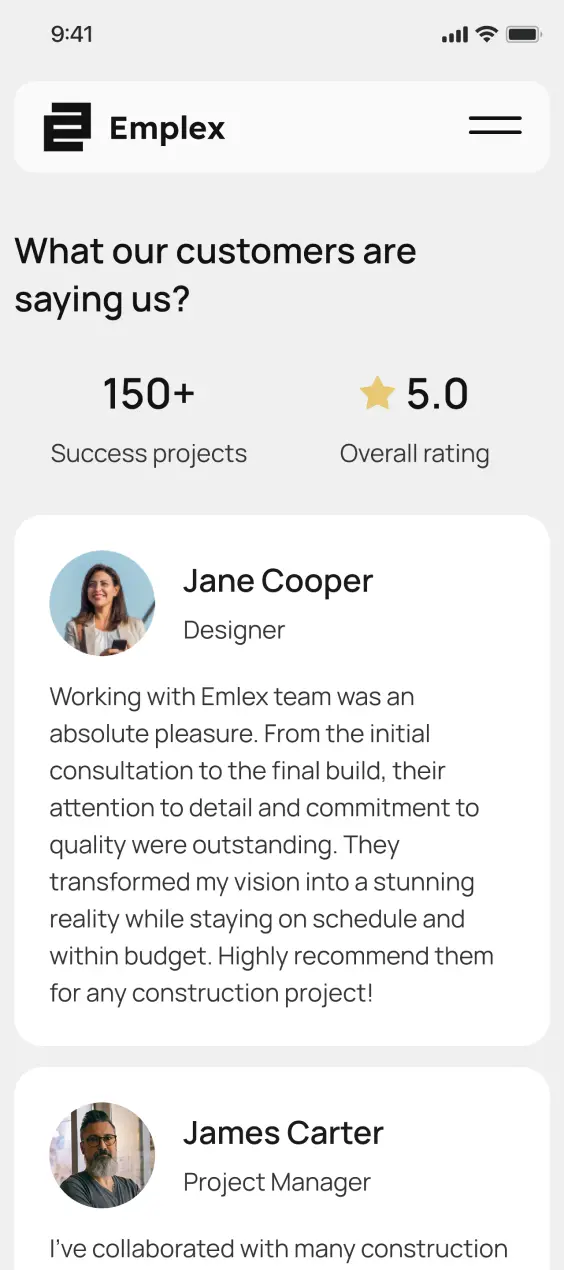 9:41
Emplex
What our customers are
saying us?
150+
5.0
Success projects
Overall rating
Jane Cooper
Designer
Working with Emlex team was an
absolute pleasure. From the initial
consultation to the final build, their
attention to detail and commitment to
quality were outstanding. They
transformed my vision into a stunning
reality while staying on schedule and
within budget. Highly recommend them
for any construction project!
James Carter
Project Manager
I've collaborated with many construction